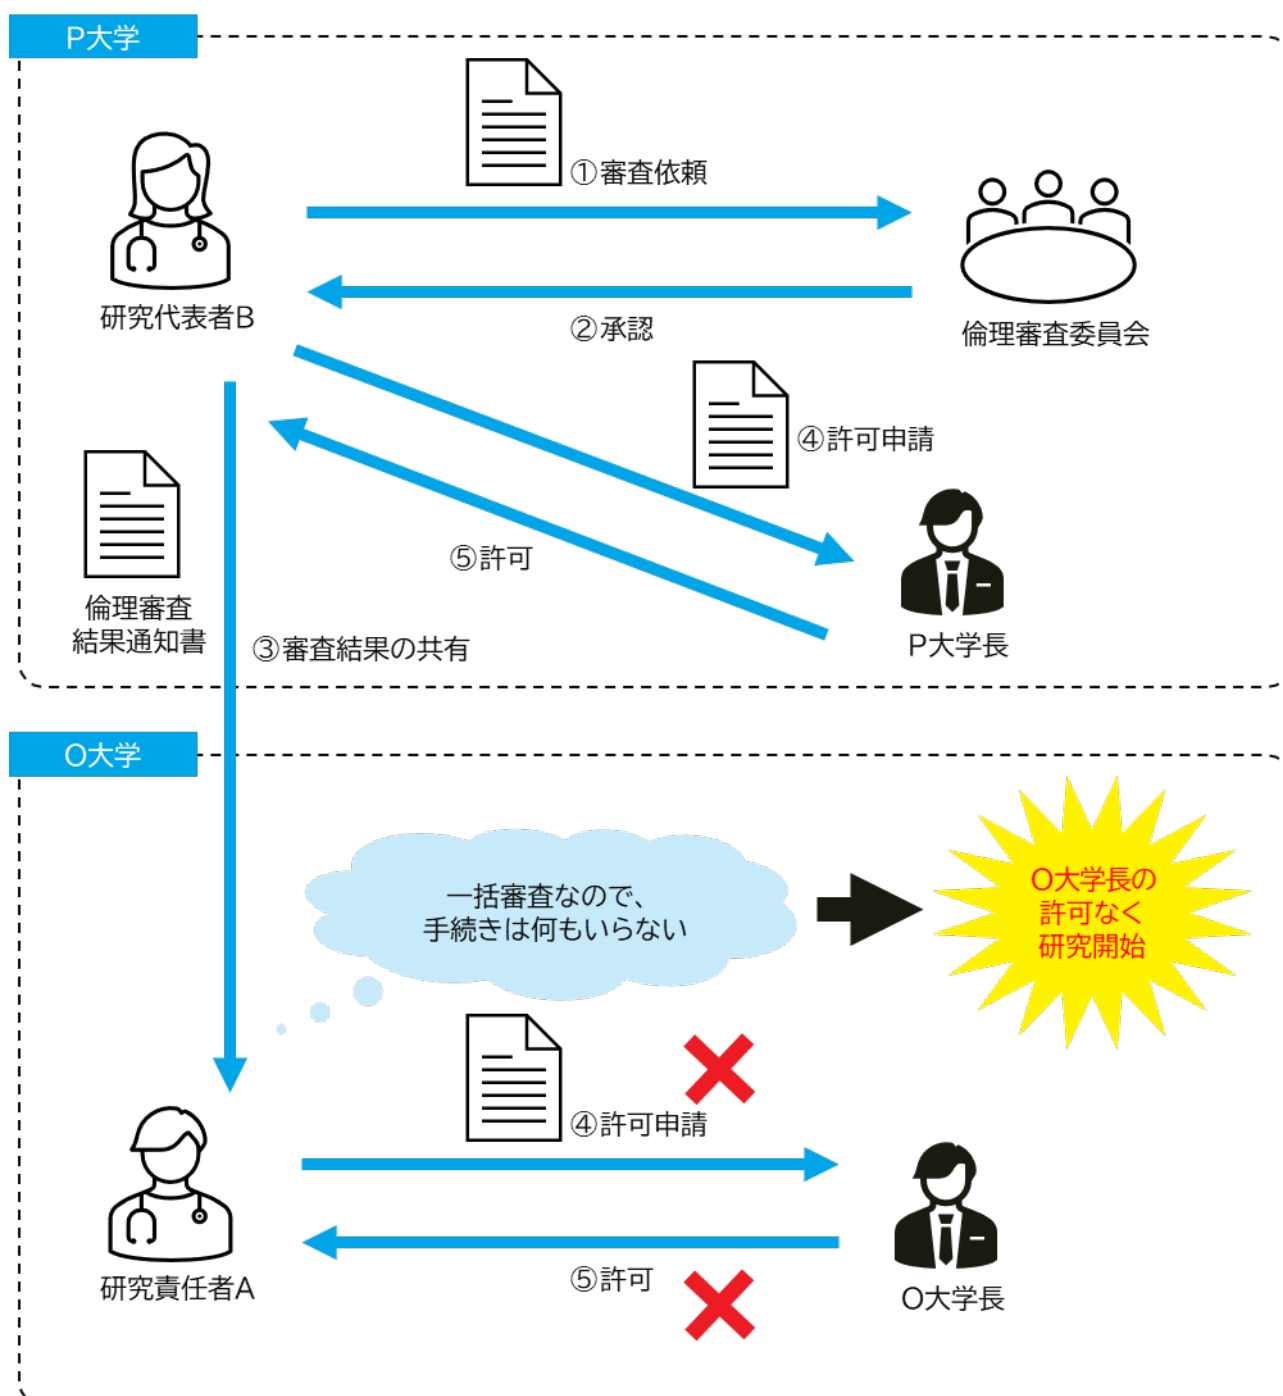 P大学
①審査依頼
研究代表者B
②承認
倫理審査委員会
④許可申請
⑤許可
倫理審査
結果通知書
③審査結果の共有
P大学長
O大学
一括審査なので、
手続きは何もいらない
O大学長の
許可なく
研究開始
④許可申請
研究責任者A
⑤許可
O大学長